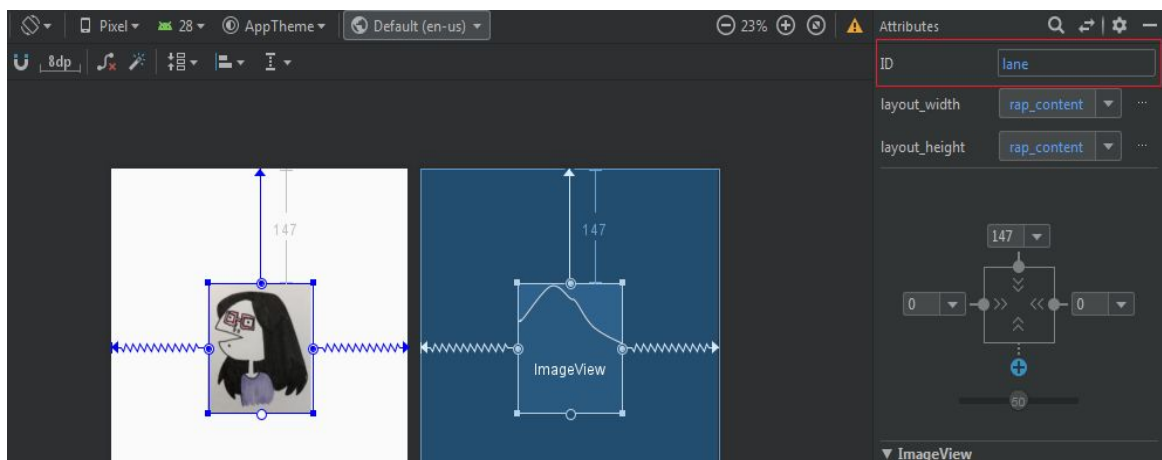 Pixel 28 AppTheme Default (en-us) 23% Attributes
8dp
ID lane
layout_width rap_content
layout_height rap_content
147 147
147
0 0
ImageView
50
ImageView